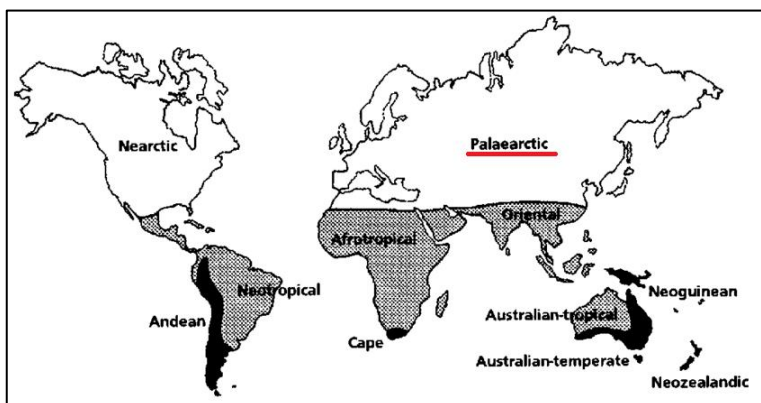 Nearctic
Palaearctic
Oriental
Afrotropical
Neotropical
Neoguinean
Andean
Australian-tropical
Cape
Australian-temperate
Neozealandic